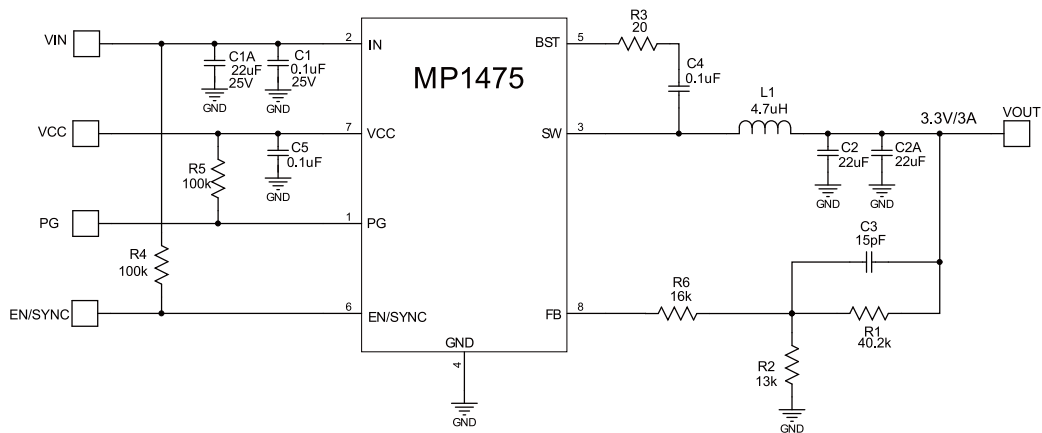 VIN
C1A
22uF
25V
GND
C1
0.1uF
25V
GND
2
IN
MP1475
BST
5
R3
20
C4
0.1uF
VCC
7
VCC
SW
3
L1
4.7uH
3.3V/3A
VOUT
R5
100k
C5
0.1uF
GND
C2
22uF
GND
C2A
22uF
GND
PG
1
PG
R4
100k
C3
15pF
EN/SYNC
6
EN/SYNC
FB
8
R6
16k
R1
40.2k
R2
13k
GND
GND
4
GND